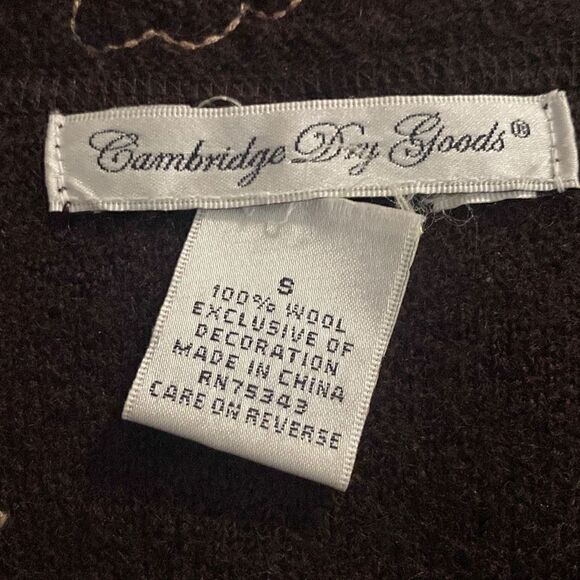 Cambridge Dry Goods®
S
100% WOOL
EXCLUSIVE OF
DECORATION
MADE IN CHINA
RN75343
CARE ON REVERSE